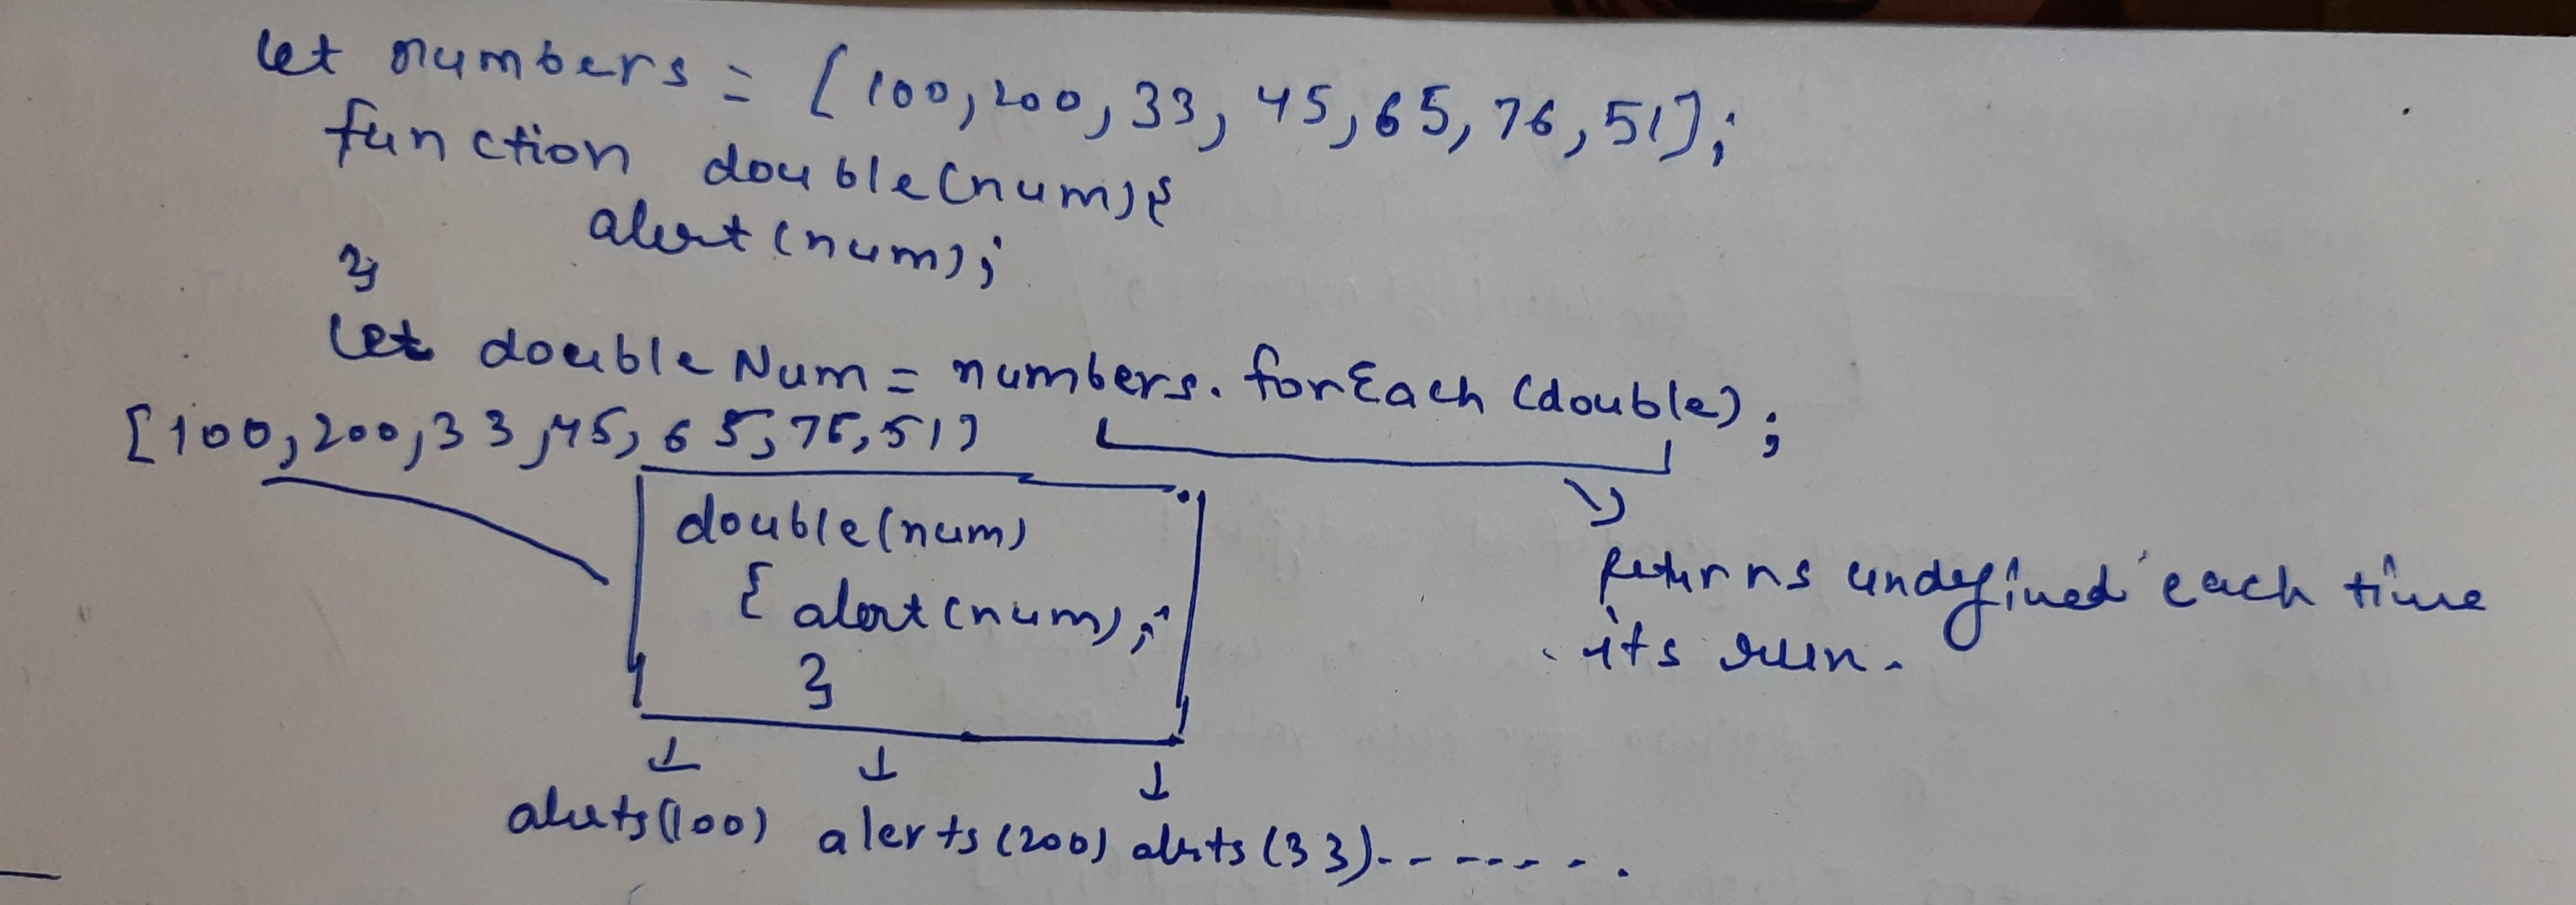 let numbers = [100,200,33,45,65,76,51];
function double(num){
alert(num);
}
let doubleNum = numbers.forEach(double);
[100,200,33,45,65,76,51]
double(num)
{ alert(num);
}
returns undefined each time
its run.
alerts(100) alerts(200) alerts(33)-------.